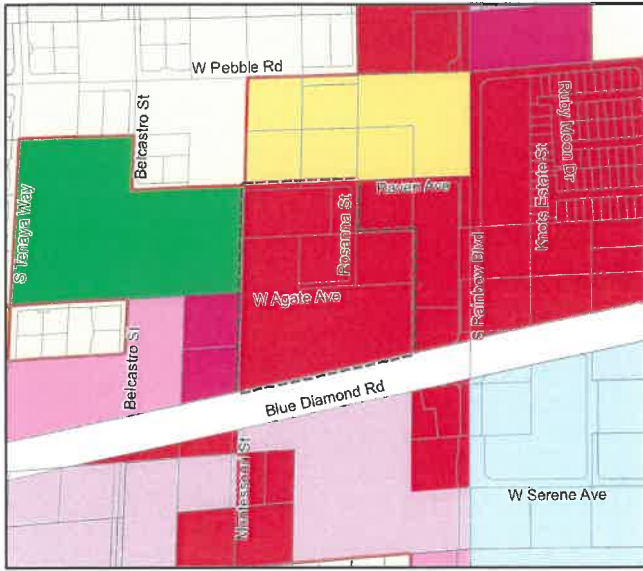 W Pebble Rd
Belcastro St
Ruby Moon Dr
Knots Estate St
Raven Ave
S Tenaya Way
Rosanna St
S Rainbow Blvd
W Agate Ave
Belcastro St
Blue Diamond Rd
Montessouri St
W Serene Ave